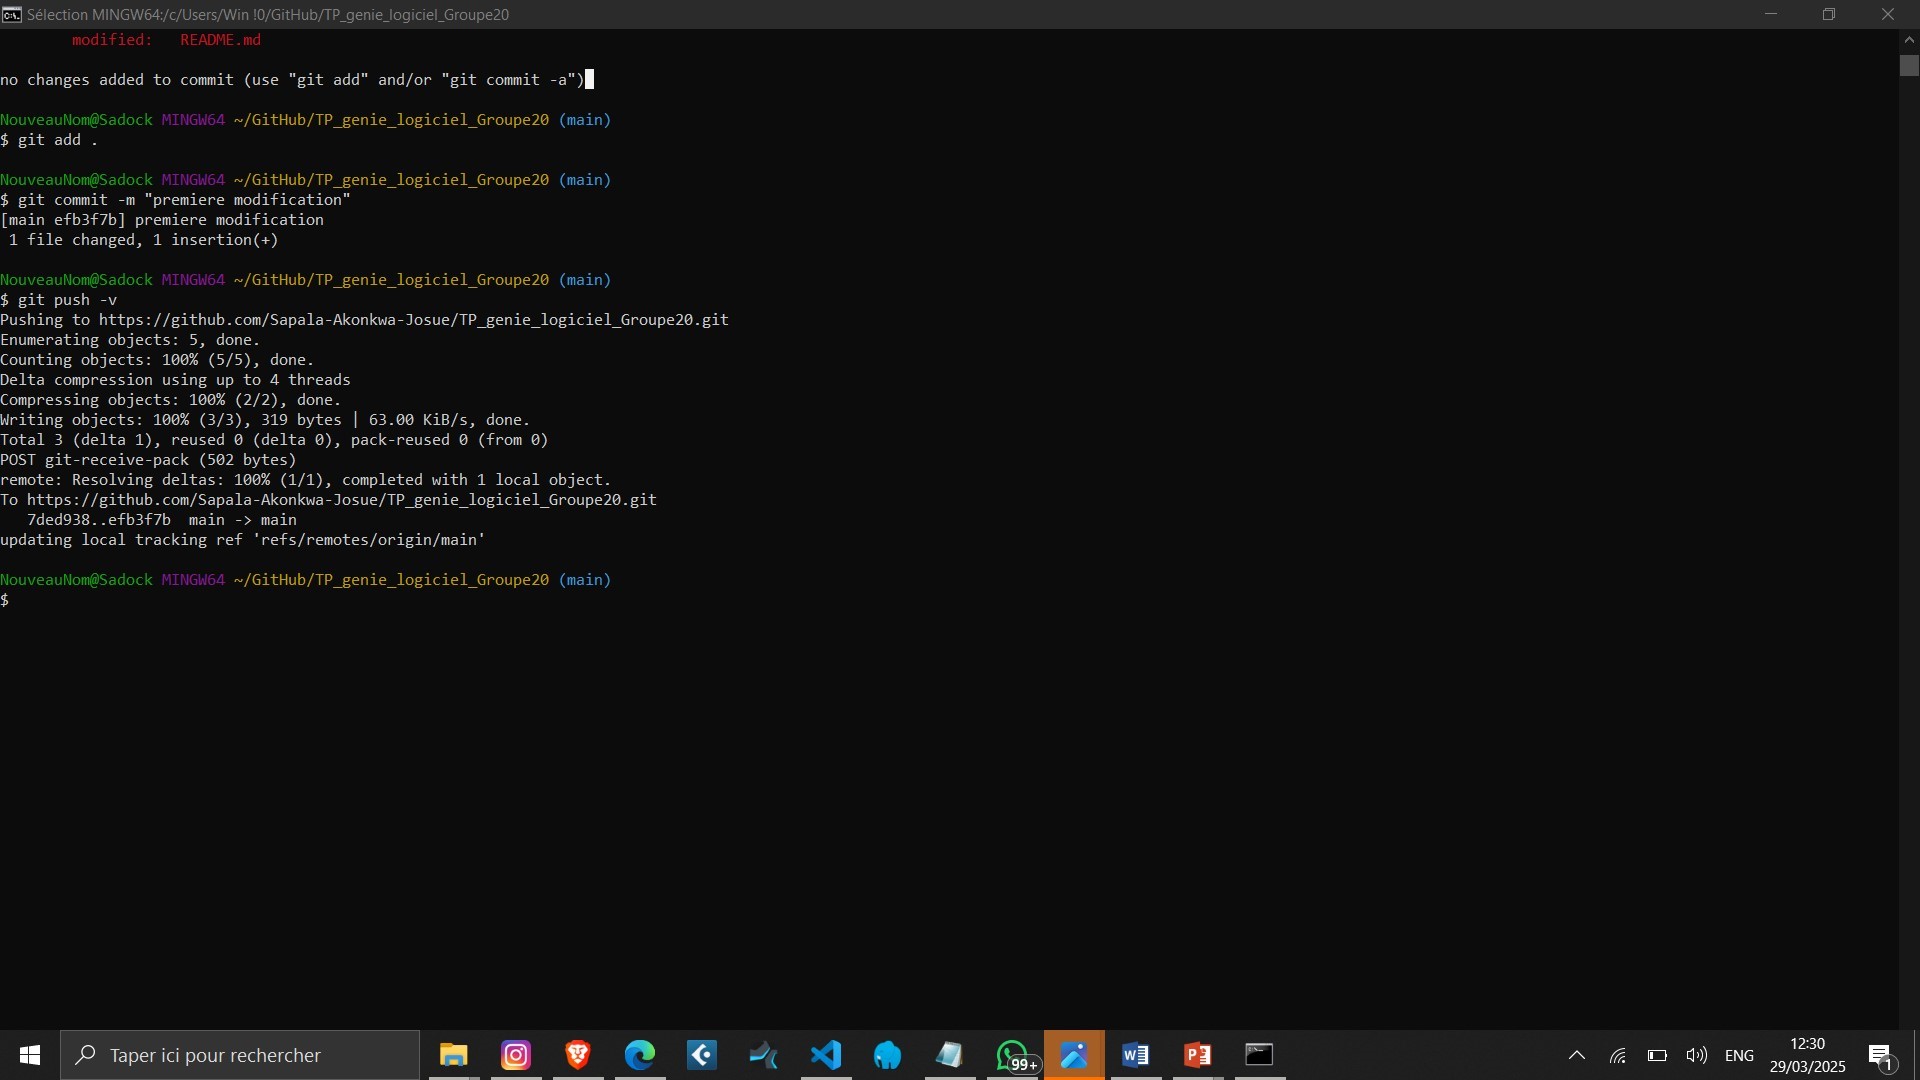 Sélection MINGW64:/c/Users/Win !0/GitHub/TP_genie_logiciel_Groupe20
modified:   README.md
no changes added to commit (use "git add" and/or "git commit -a")
NouveauNom@Sadock MINGW64 ~/GitHub/TP_genie_logiciel_Groupe20 (main)
$ git add .
NouveauNom@Sadock MINGW64 ~/GitHub/TP_genie_logiciel_Groupe20 (main)
$ git commit -m "premiere modification"
[main efb3f7b] premiere modification
1 file changed, 1 insertion(+)
NouveauNom@Sadock MINGW64 ~/GitHub/TP_genie_logiciel_Groupe20 (main)
$ git push -v
Pushing to https://github.com/Sapala-Akonkwa-Josue/TP_genie_logiciel_Groupe20.git
Enumerating objects: 5, done.
Counting objects: 100% (5/5), done.
Delta compression using up to 4 threads
Compressing objects: 100% (2/2), done.
Writing objects: 100% (3/3), 319 bytes | 63.00 KiB/s, done.
Total 3 (delta 1), reused 0 (delta 0), pack-reused 0 (from 0)
POST git-receive-pack (502 bytes)
remote: Resolving deltas: 100% (1/1), completed with 1 local object.
To https://github.com/Sapala-Akonkwa-Josue/TP_genie_logiciel_Groupe20.git
7ded938..efb3f7b  main -> main
updating local tracking ref 'refs/remotes/origin/main'
NouveauNom@Sadock MINGW64 ~/GitHub/TP_genie_logiciel_Groupe20 (main)
$
Taper ici pour rechercher
99+
ENG
12:30
29/03/2025
1